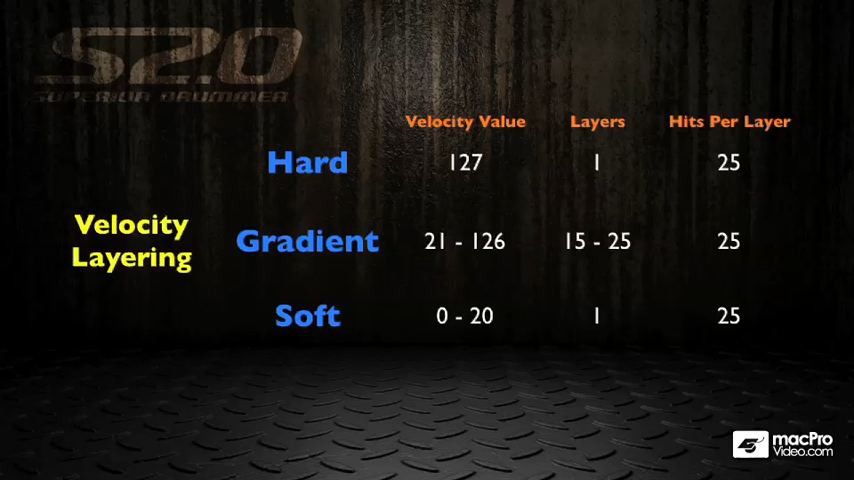 S2.0
SUPERIOR DRUMMER
Velocity Value Layers Hits Per Layer
Hard 127 1 25
Velocity Layering
Gradient 21 - 126 15 - 25 25
Soft 0 - 20 1 25
macPro
Video.com